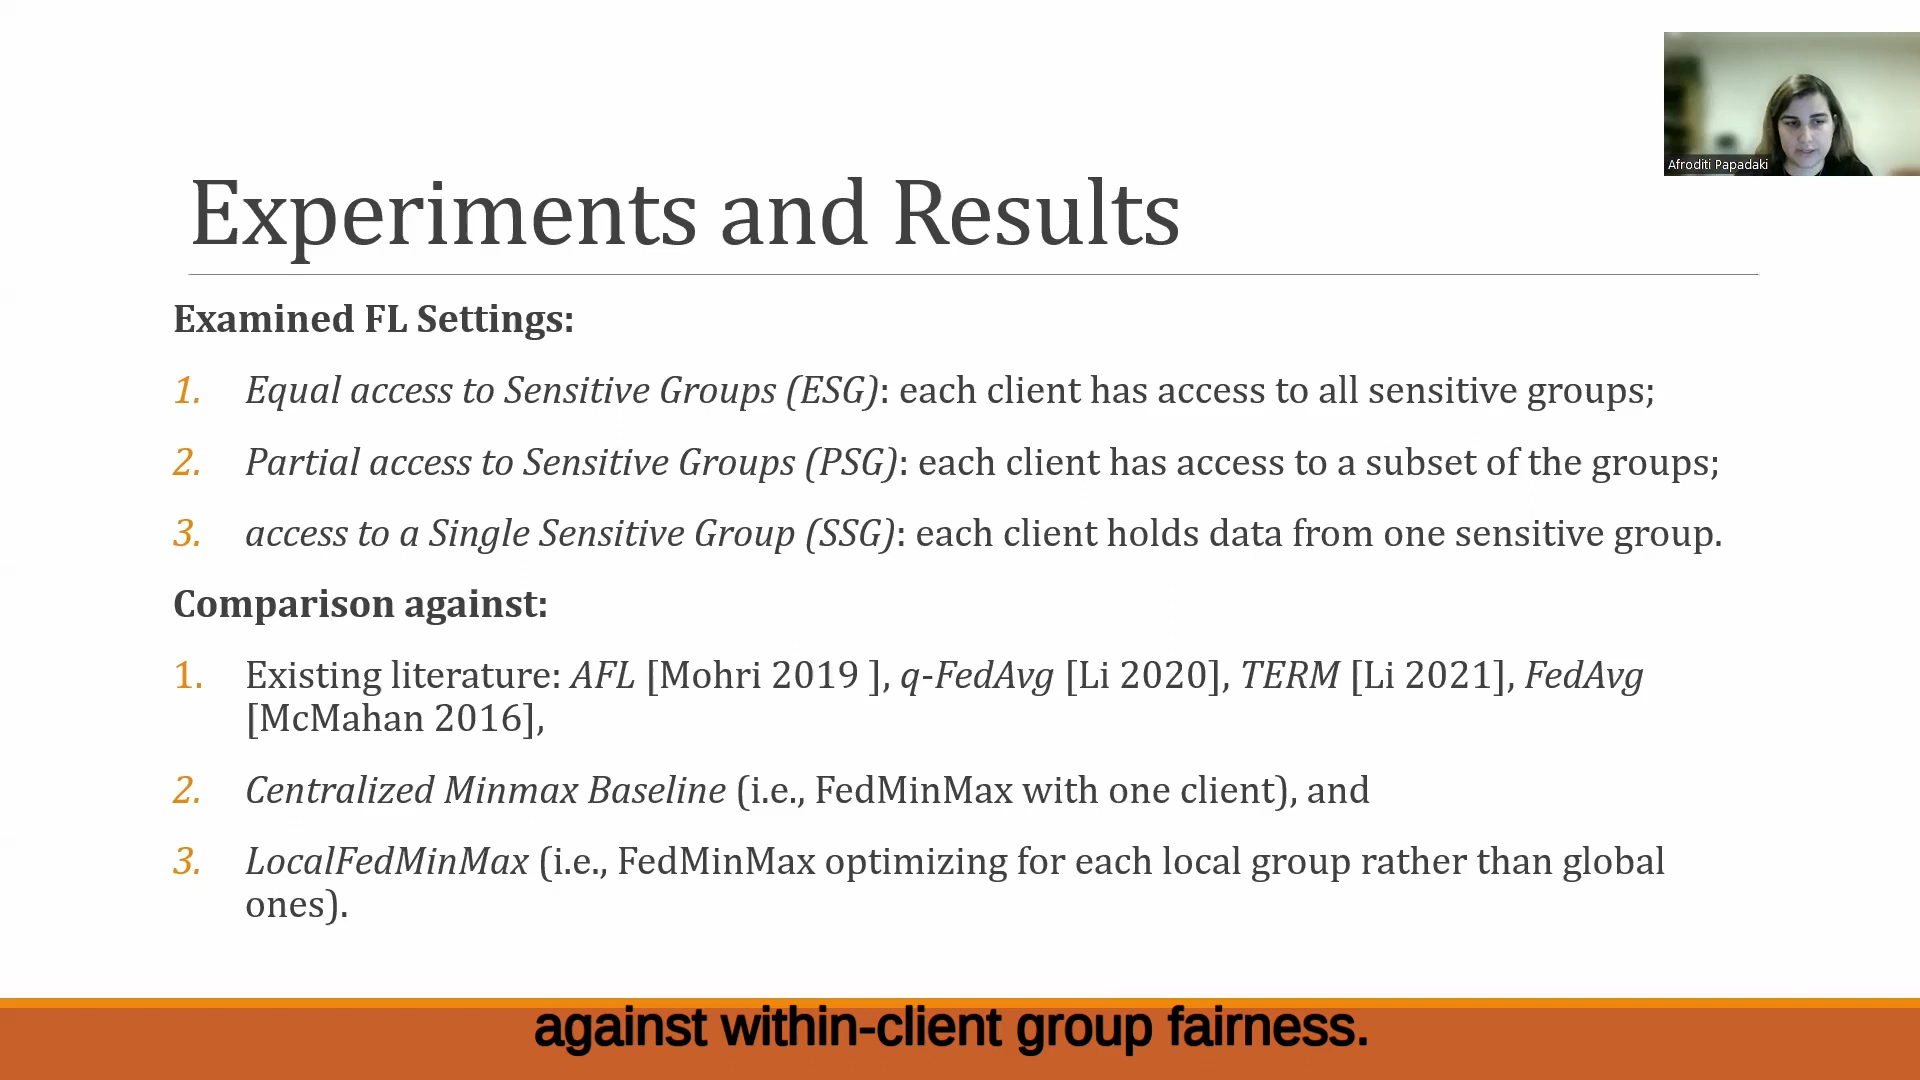 Afroditi Papadaki
Experiments and Results
Examined FL Settings:
1. Equal access to Sensitive Groups (ESG): each client has access to all sensitive groups;
2. Partial access to Sensitive Groups (PSG): each client has access to a subset of the groups;
3. access to a Single Sensitive Group (SSG): each client holds data from one sensitive group.
Comparison against:
1. Existing literature: AFL [Mohri 2019 ], q-FedAvg [Li 2020], TERM [Li 2021], FedAvg
[McMahan 2016],
2. Centralized Minmax Baseline (i.e., FedMinMax with one client), and
3. LocalFedMinMax (i.e., FedMinMax optimizing for each local group rather than global
ones).
against within-client group fairness.